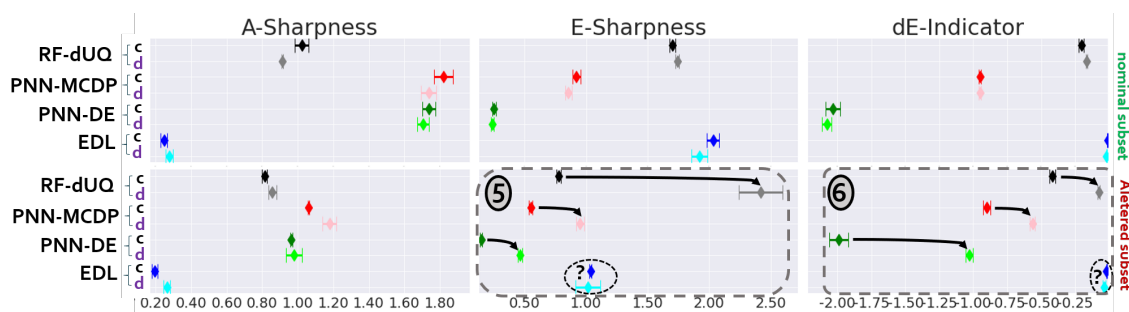 A-Sharpness E-Sharpness dE-Indicator
RF-dUQ c
d
PNN-MCDP c
d
PNN-DE c
d
EDL c
d
nominal subset
RF-dUQ c
d
PNN-MCDP c
d
PNN-DE c
d
EDL c
d
5
?
6
?
Aletered subset
0.20 0.40 0.60 0.80 1.00 1.20 1.40 1.60 1.80 0.50 1.00 1.50 2.00 2.50 -2.00 -1.75 -1.50 -1.25 -1.00 -0.75 -0.50 -0.25